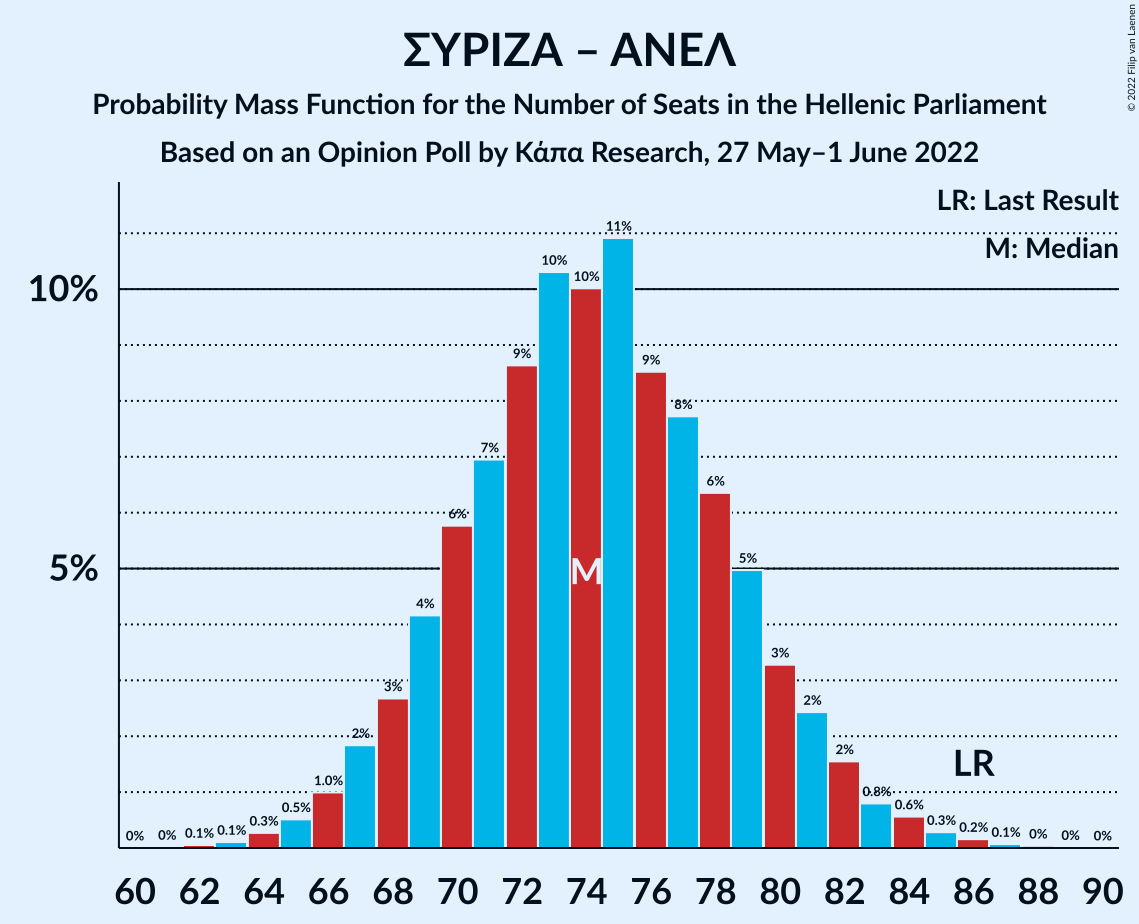 ΣΥΡΙΖΑ – ΑΝΕΛ
Probability Mass Function for the Number of Seats in the Hellenic Parliament
Based on an Opinion Poll by Κάπα Research, 27 May–1 June 2022
© 2022 Filip van Laenen
LR: Last Result
M: Median
10%
5%
0% 0% 0.1% 0.1% 0.3% 0.5% 1.0% 2% 3% 4% 6% 7% 9% 10% 10% 11% 9% 8% 6% 5% 3% 2% 2% 0.8% 0.6% 0.3% 0.2% 0.1% 0% 0% 0%
M
LR
60 62 64 66 68 70 72 74 76 78 80 82 84 86 88 90